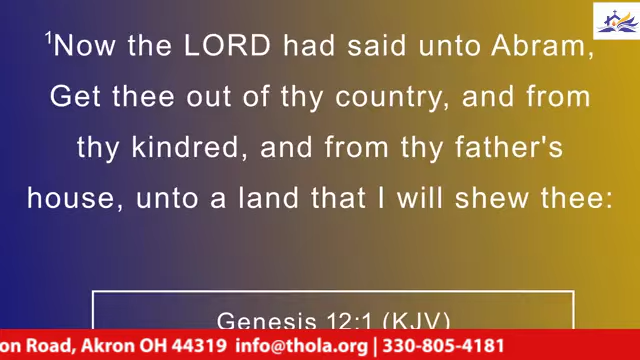 ¹Now the LORD had said unto Abram,
Get thee out of thy country, and from
thy kindred, and from thy father's
house, unto a land that I will shew thee:
Genesis 12:1 (KJV)
on Road, Akron OH 44319 info@thola.org | 330-805-4181